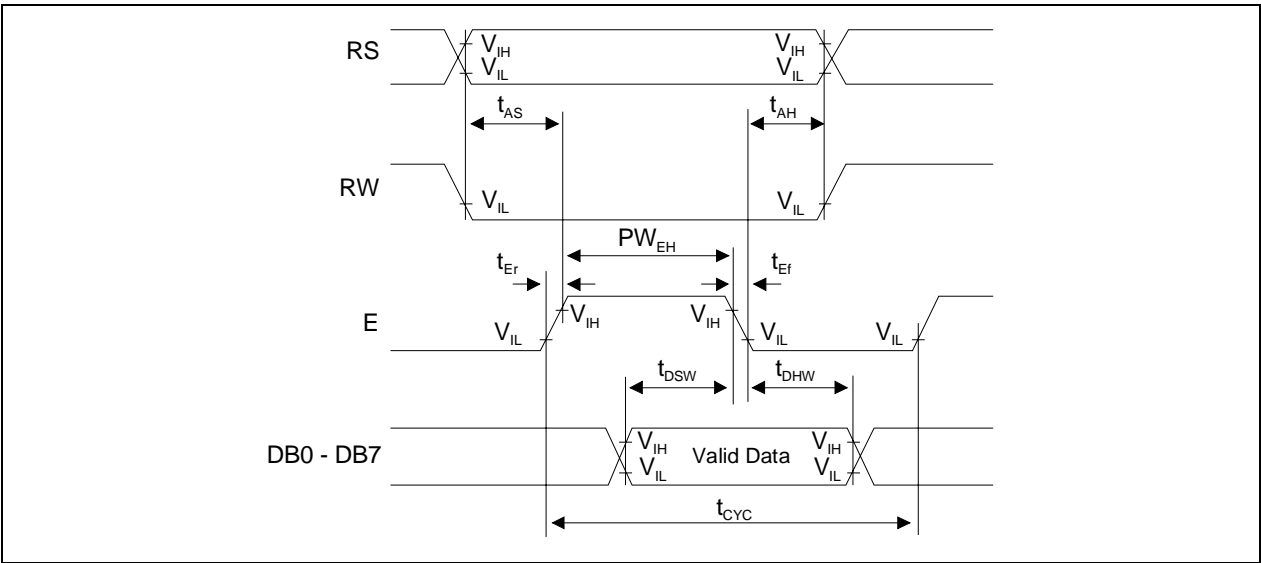 RS
V_IH
V_IL
V_IH
V_IL
t_AS
t_AH
RW
V_IL
V_IL
PW_EH
t_Er
t_Ef
E
V_IL
V_IH
V_IH
V_IL
V_IL
t_DSW
t_DHW
DB0 - DB7
V_IH
V_IL
Valid Data
V_IH
V_IL
t_CYC